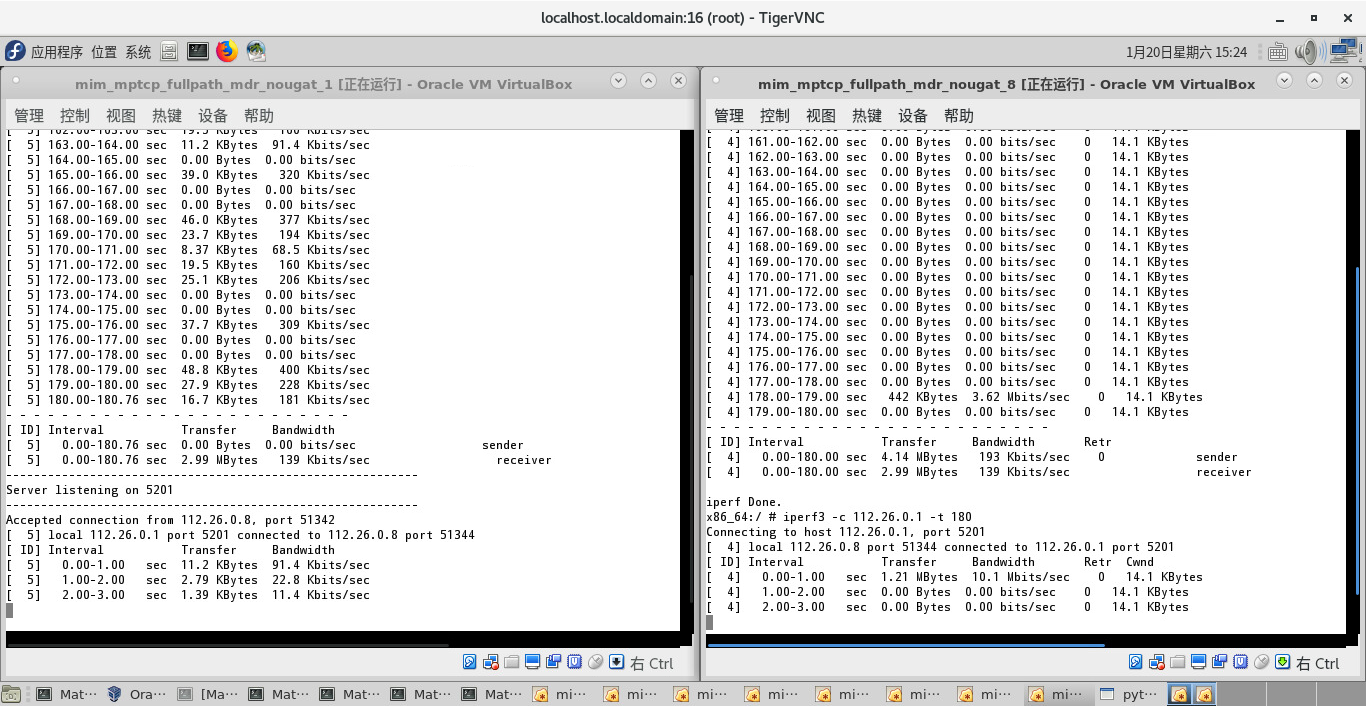 localhost.localdomain:16 (root) - TigerVNC
应用程序 位置 系统
1月20日星期六 15:24
mim_mptcp_fullpath_mdr_nougat_1 [正在运行] - Oracle VM VirtualBox
管理 控制 视图 热键 设备 帮助
[ 5] 162.00-163.00 sec 19.5 KBytes 160 Kbits/sec
[ 5] 163.00-164.00 sec 11.2 KBytes 91.4 Kbits/sec
[ 5] 164.00-165.00 sec 0.00 Bytes 0.00 bits/sec
[ 5] 165.00-166.00 sec 39.0 KBytes 320 Kbits/sec
[ 5] 166.00-167.00 sec 0.00 Bytes 0.00 bits/sec
[ 5] 167.00-168.00 sec 0.00 Bytes 0.00 bits/sec
[ 5] 168.00-169.00 sec 46.0 KBytes 377 Kbits/sec
[ 5] 169.00-170.00 sec 23.7 KBytes 194 Kbits/sec
[ 5] 170.00-171.00 sec 8.37 KBytes 68.5 Kbits/sec
[ 5] 171.00-172.00 sec 19.5 KBytes 160 Kbits/sec
[ 5] 172.00-173.00 sec 25.1 KBytes 206 Kbits/sec
[ 5] 173.00-174.00 sec 0.00 Bytes 0.00 bits/sec
[ 5] 174.00-175.00 sec 0.00 Bytes 0.00 bits/sec
[ 5] 175.00-176.00 sec 37.7 KBytes 309 Kbits/sec
[ 5] 176.00-177.00 sec 0.00 Bytes 0.00 bits/sec
[ 5] 177.00-178.00 sec 0.00 Bytes 0.00 bits/sec
[ 5] 178.00-179.00 sec 48.8 KBytes 400 Kbits/sec
[ 5] 179.00-180.00 sec 27.9 KBytes 228 Kbits/sec
[ 5] 180.00-180.76 sec 16.7 KBytes 181 Kbits/sec
- - - - - - - - - - - - - - - - - - - - - - - - -
[ ID] Interval Transfer Bandwidth
[ 5] 0.00-180.76 sec 0.00 Bytes 0.00 bits/sec sender
[ 5] 0.00-180.76 sec 2.99 MBytes 139 Kbits/sec receiver
-----------------------------------------------------------
Server listening on 5201
-----------------------------------------------------------
Accepted connection from 112.26.0.8, port 51342
[ 5] local 112.26.0.1 port 5201 connected to 112.26.0.8 port 51344
[ ID] Interval Transfer Bandwidth
[ 5] 0.00-1.00 sec 11.2 KBytes 91.4 Kbits/sec
[ 5] 1.00-2.00 sec 2.79 KBytes 22.8 Kbits/sec
[ 5] 2.00-3.00 sec 1.39 KBytes 11.4 Kbits/sec
右 Ctrl
mim_mptcp_fullpath_mdr_nougat_8 [正在运行] - Oracle VM VirtualBox
管理 控制 视图 热键 设备 帮助
[ 4] 161.00-162.00 sec 0.00 Bytes 0.00 bits/sec 0 14.1 KBytes
[ 4] 162.00-163.00 sec 0.00 Bytes 0.00 bits/sec 0 14.1 KBytes
[ 4] 163.00-164.00 sec 0.00 Bytes 0.00 bits/sec 0 14.1 KBytes
[ 4] 164.00-165.00 sec 0.00 Bytes 0.00 bits/sec 0 14.1 KBytes
[ 4] 165.00-166.00 sec 0.00 Bytes 0.00 bits/sec 0 14.1 KBytes
[ 4] 166.00-167.00 sec 0.00 Bytes 0.00 bits/sec 0 14.1 KBytes
[ 4] 167.00-168.00 sec 0.00 Bytes 0.00 bits/sec 0 14.1 KBytes
[ 4] 168.00-169.00 sec 0.00 Bytes 0.00 bits/sec 0 14.1 KBytes
[ 4] 169.00-170.00 sec 0.00 Bytes 0.00 bits/sec 0 14.1 KBytes
[ 4] 170.00-171.00 sec 0.00 Bytes 0.00 bits/sec 0 14.1 KBytes
[ 4] 171.00-172.00 sec 0.00 Bytes 0.00 bits/sec 0 14.1 KBytes
[ 4] 172.00-173.00 sec 0.00 Bytes 0.00 bits/sec 0 14.1 KBytes
[ 4] 173.00-174.00 sec 0.00 Bytes 0.00 bits/sec 0 14.1 KBytes
[ 4] 174.00-175.00 sec 0.00 Bytes 0.00 bits/sec 0 14.1 KBytes
[ 4] 175.00-176.00 sec 0.00 Bytes 0.00 bits/sec 0 14.1 KBytes
[ 4] 176.00-177.00 sec 0.00 Bytes 0.00 bits/sec 0 14.1 KBytes
[ 4] 177.00-178.00 sec 0.00 Bytes 0.00 bits/sec 0 14.1 KBytes
[ 4] 178.00-179.00 sec 442 KBytes 3.62 Mbits/sec 0 14.1 KBytes
[ 4] 179.00-180.00 sec 0.00 Bytes 0.00 bits/sec 0 14.1 KBytes
- - - - - - - - - - - - - - - - - - - - - - - - -
[ ID] Interval Transfer Bandwidth Retr
[ 4] 0.00-180.00 sec 4.14 MBytes 193 Kbits/sec 0 sender
[ 4] 0.00-180.00 sec 2.99 MBytes 139 Kbits/sec receiver
iperf Done.
x86_64:/ # iperf3 -c 112.26.0.1 -t 180
Connecting to host 112.26.0.1, port 5201
[ 4] local 112.26.0.8 port 51344 connected to 112.26.0.1 port 5201
[ ID] Interval Transfer Bandwidth Retr Cwnd
[ 4] 0.00-1.00 sec 1.21 MBytes 10.1 Mbits/sec 0 14.1 KBytes
[ 4] 1.00-2.00 sec 0.00 Bytes 0.00 bits/sec 0 14.1 KBytes
[ 4] 2.00-3.00 sec 0.00 Bytes 0.00 bits/sec 0 14.1 KBytes
右 Ctrl
Mat… Ora… [Ma… Mat… Mat… Mat… Mat… mi… mi… mi… mi… mi… mi… mi… mi… pyt…